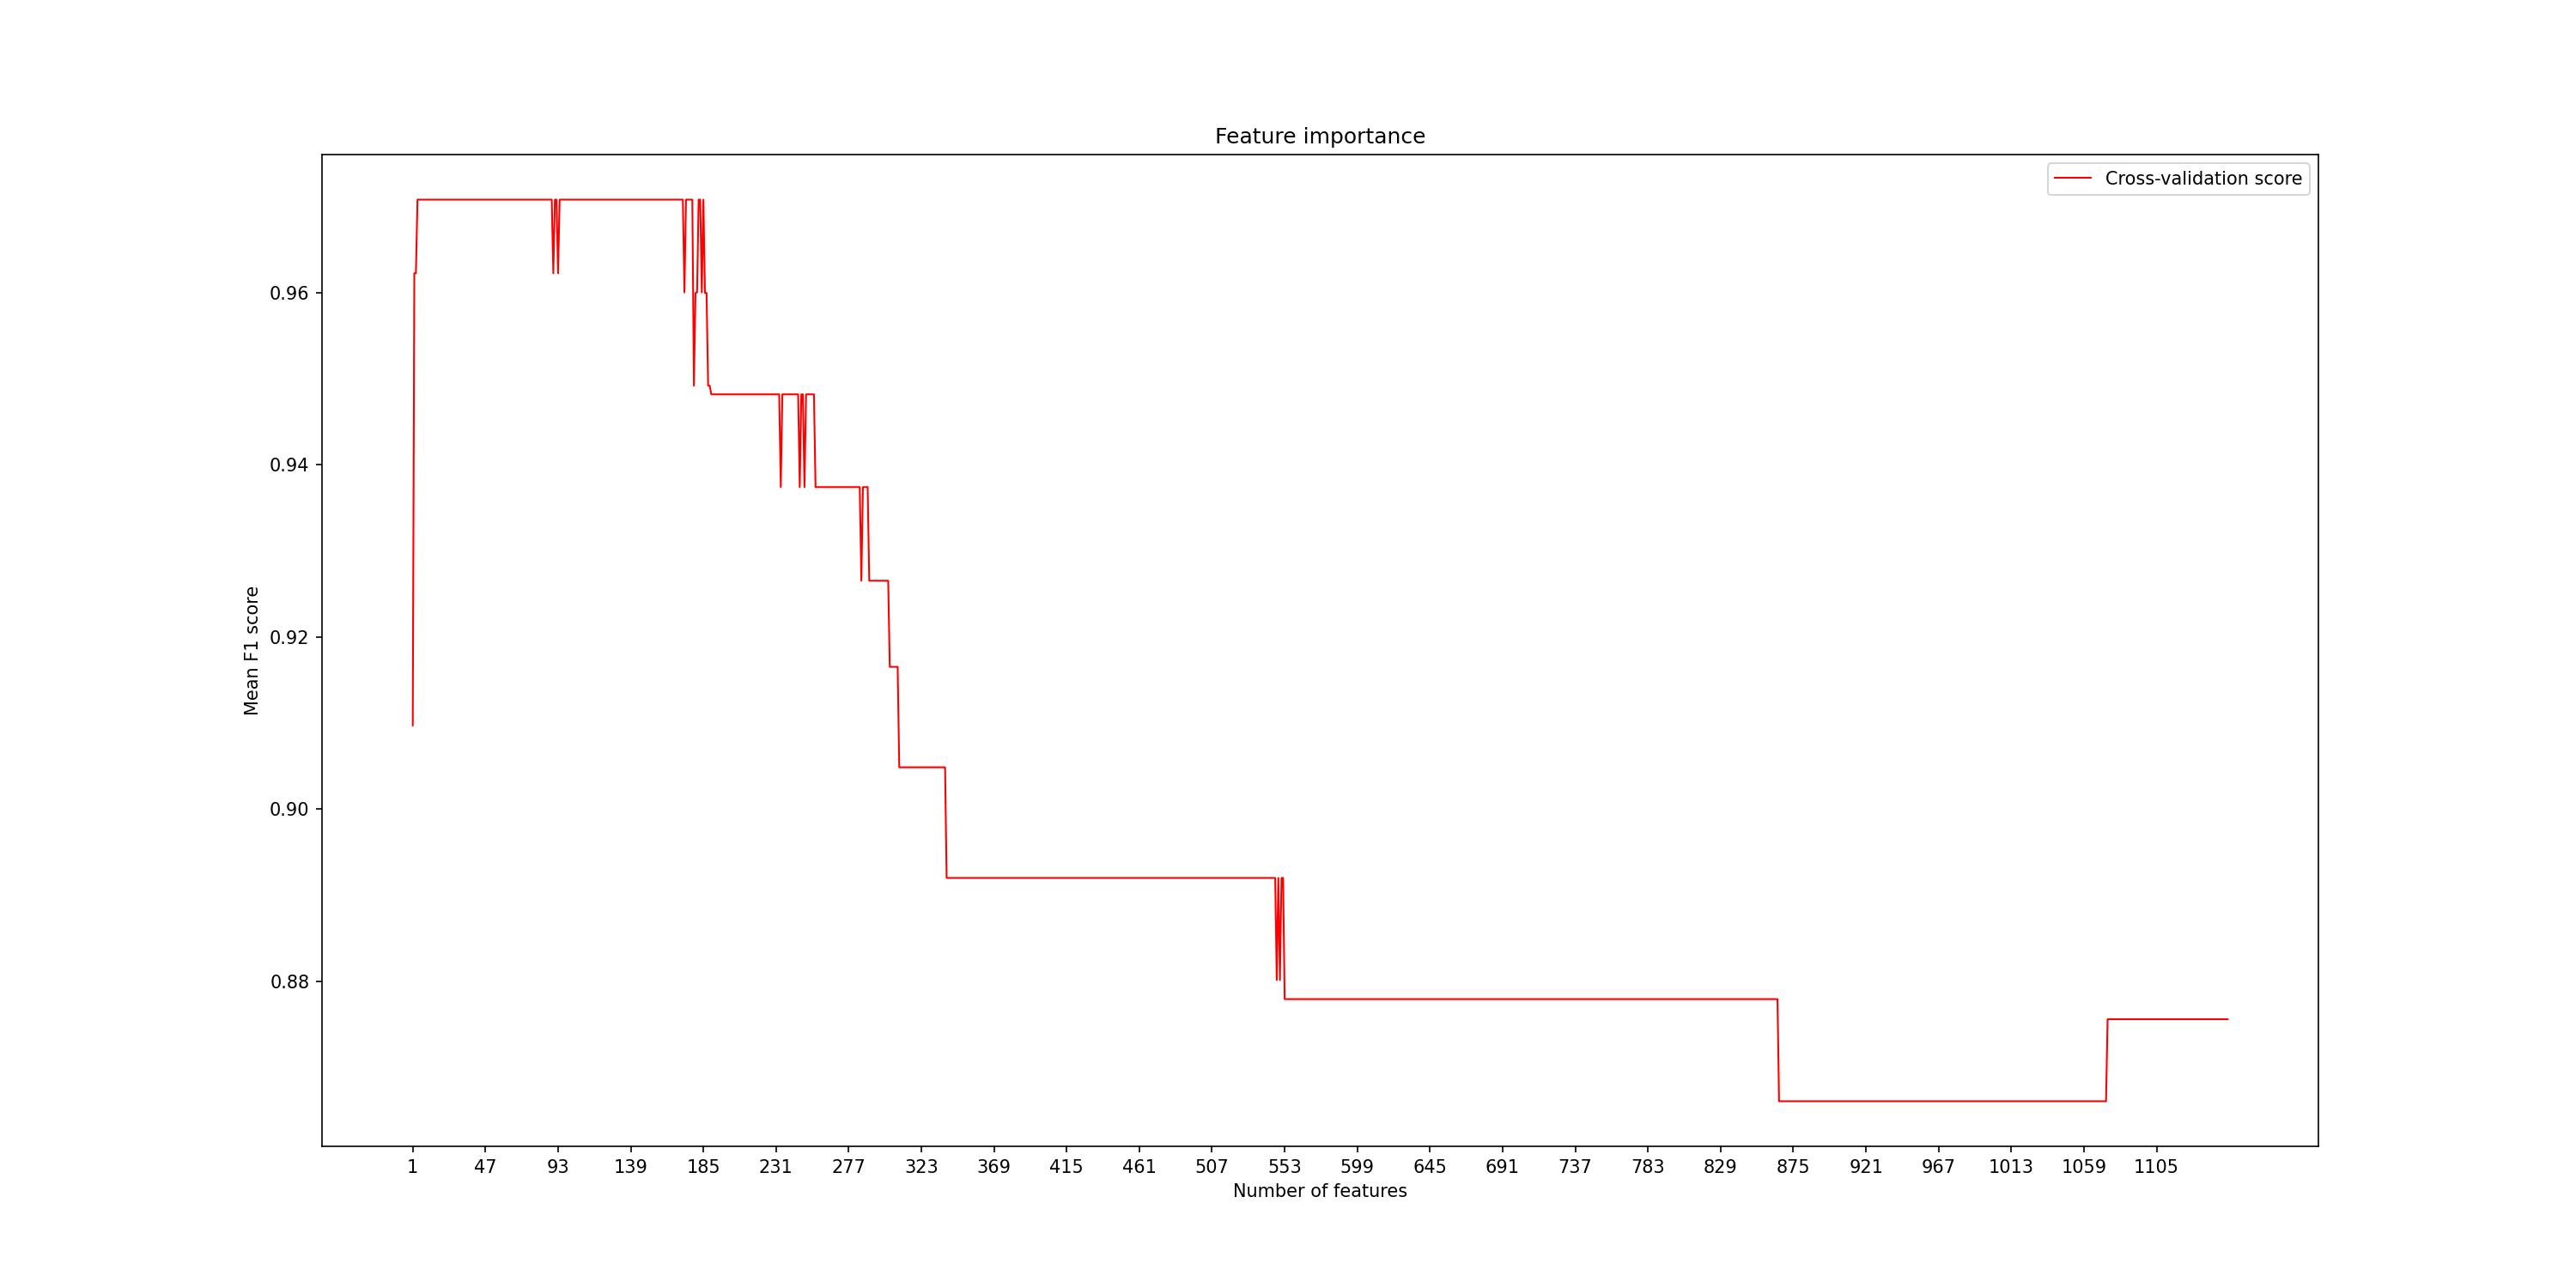 Feature importance
Cross-validation score
Mean F1 score
0.96
0.94
0.92
0.90
0.88
1 47 93 139 185 231 277 323 369 415 461 507 553 599 645 691 737 783 829 875 921 967 1013 1059 1105
Number of features